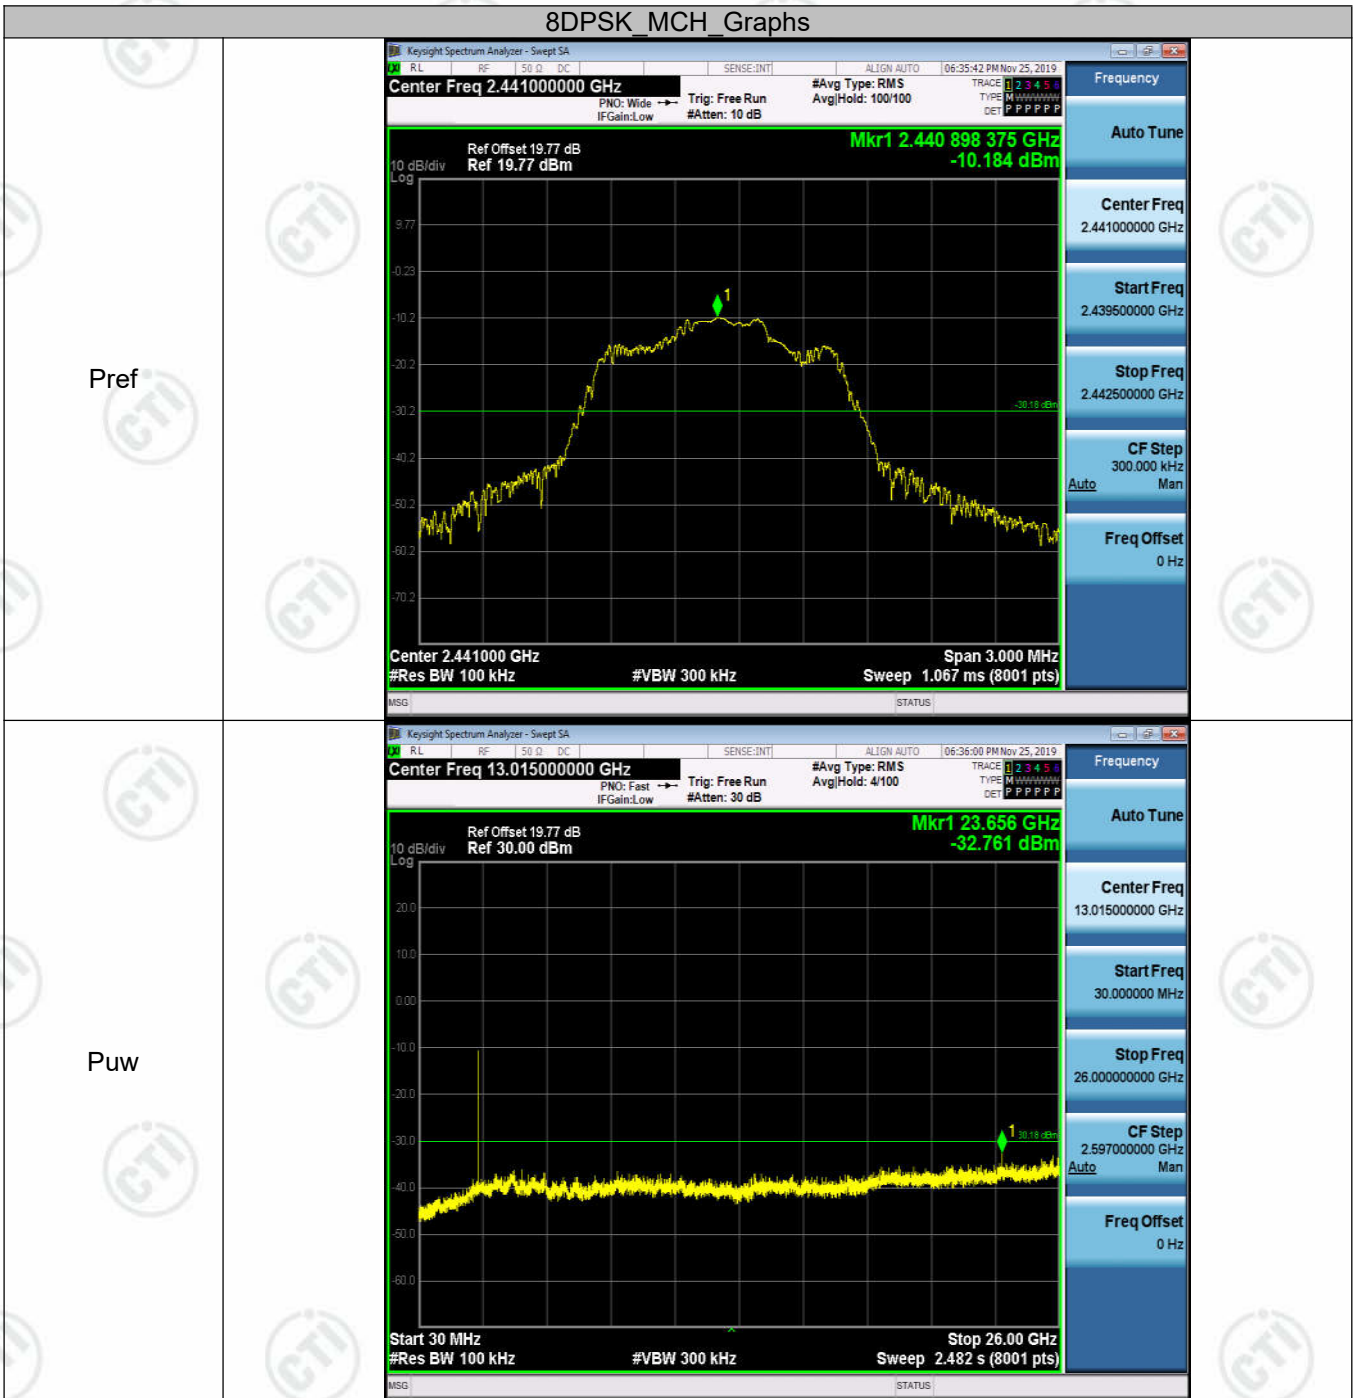 8DPSK_MCH_Graphs
Pref
Keysight Spectrum Analyzer - Swept SA
RL RF 50 Ω DC SENSE:INT ALIGN AUTO 06:35:42 PM Nov 25, 2019
Center Freq 2.441000000 GHz
PNO: Wide
IFGain:Low
Trig: Free Run
#Atten: 10 dB
#Avg Type: RMS
Avg|Hold: 100/100
TRACE 1 2 3 4 5 6
TYPE M WWWWW
DET P P P P P P
Ref Offset 19.77 dB
Ref 19.77 dBm
10 dB/div
Log
Mkr1 2.440 898 375 GHz
-10.184 dBm
9.77
-0.23
-10.2
-20.2
-30.2
-40.2
-50.2
-60.2
-70.2
1
-30.18 dBm
Center 2.441000 GHz
Span 3.000 MHz
#Res BW 100 kHz
#VBW 300 kHz
Sweep 1.067 ms (8001 pts)
MSG
STATUS
Frequency
Auto Tune
Center Freq
2.441000000 GHz
Start Freq
2.439500000 GHz
Stop Freq
2.442500000 GHz
CF Step
300.000 kHz
Auto Man
Freq Offset
0 Hz
Puw
Keysight Spectrum Analyzer - Swept SA
RL RF 50 Ω DC SENSE:INT ALIGN AUTO 06:36:00 PM Nov 25, 2019
Center Freq 13.015000000 GHz
PNO: Fast
IFGain:Low
Trig: Free Run
#Atten: 30 dB
#Avg Type: RMS
Avg|Hold: 4/100
TRACE 1 2 3 4 5 6
TYPE M WWWWW
DET P P P P P P
Ref Offset 19.77 dB
Ref 30.00 dBm
10 dB/div
Log
Mkr1 23.656 GHz
-32.761 dBm
20.0
10.0
0.00
-10.0
-20.0
-30.0
-40.0
-50.0
-60.0
1
-30.18 dBm
Start 30 MHz
Stop 26.00 GHz
#Res BW 100 kHz
#VBW 300 kHz
Sweep 2.482 s (8001 pts)
MSG
STATUS
Frequency
Auto Tune
Center Freq
13.015000000 GHz
Start Freq
30.000000 MHz
Stop Freq
26.000000000 GHz
CF Step
2.597000000 GHz
Auto Man
Freq Offset
0 Hz
CTI